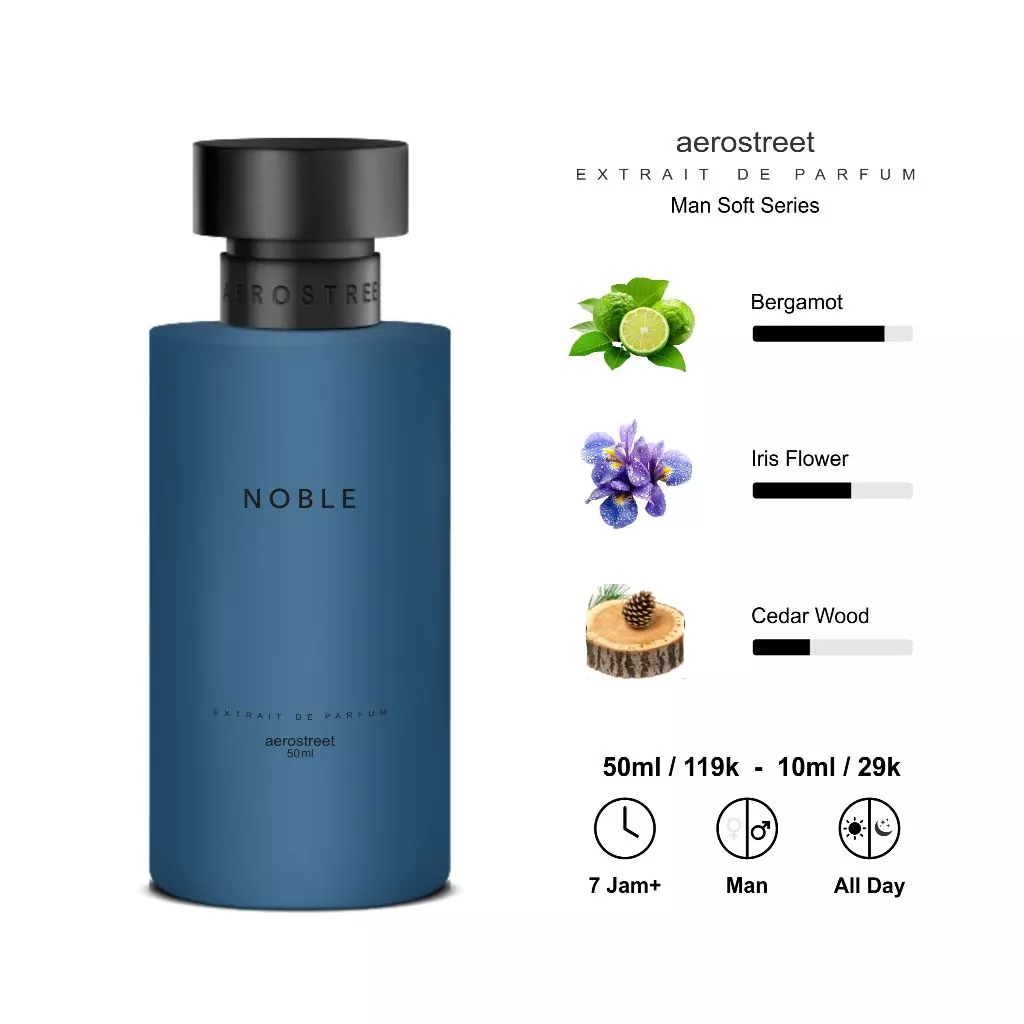 AEROSTREE
NOBLE
EXTRAIT DE PARFUM
aerostreet
50ml
aerostreet
EXTRAIT DE PARFUM
Man Soft Series
Bergamot
Iris Flower
Cedar Wood
50ml / 119k - 10ml / 29k
7 Jam+
Man
All Day